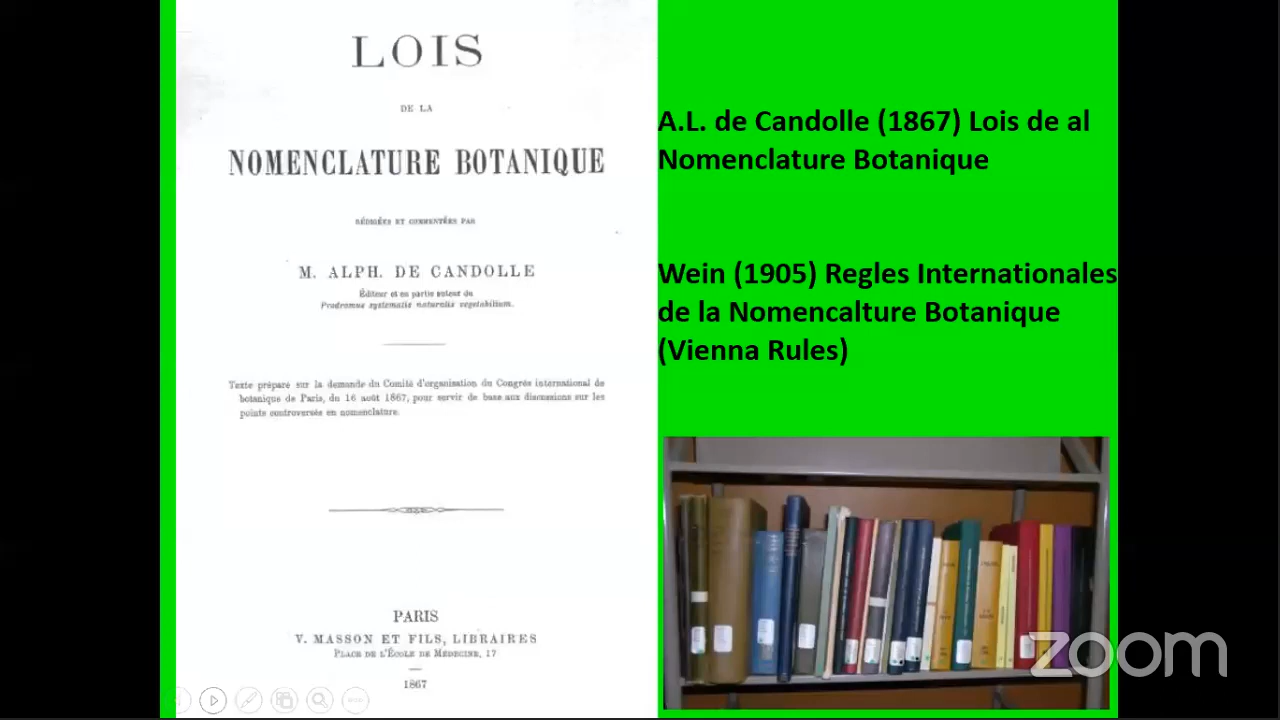 LOIS
DE LA
NOMENCLATURE BOTANIQUE
RÉDIGÉES ET COMMENTÉES PAR
M. ALPH. DE CANDOLLE
Éditeur et en partie auteur du
Prodromus systematis naturalis vegetabilium.
Texte préparé sur la demande du Comité d'organisation du Congrès international de
botanique de Paris, du 16 août 1867, pour servir de base aux discussions sur les
points controversés en nomenclature.
PARIS
V. MASSON ET FILS, LIBRAIRES
PLACE DE L'ÉCOLE DE MÉDECINE, 17
1867
A.L. de Candolle (1867) Lois de al
Nomenclature Botanique
Wein (1905) Regles Internationales
de la Nomencalture Botanique
(Vienna Rules)
zoom